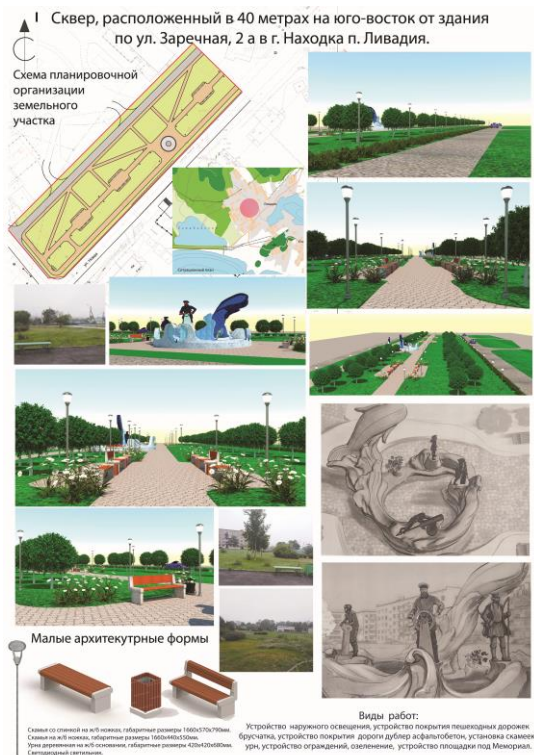 Сквер, расположенный в 40 метрах на юго-восток от здания
по ул. Заречная, 2 а в г. Находка п. Ливадия.
Схема планировочной
организации
земельного
участка
Ситуационный план
Малые архитекутрные формы
Скамья со спинкой на ж/б ножках, габаритные размеры 1660х570х790мм.
Скамья на ж/б ножках, габаритные размеры 1660х440х550мм.
Урна деревянная на ж/б основании, габаритные размеры 420х420х680мм.
Светодиодный светильник.
Виды работ:
Устройство наружного освещения, устройство покрытия пешеходных дорожек
брусчатка, устройство покрытия дороги дублер асфальтобетон, установка скамеек
урн, устройство ограждений, озеленение, устройство площадки под Мемориал.